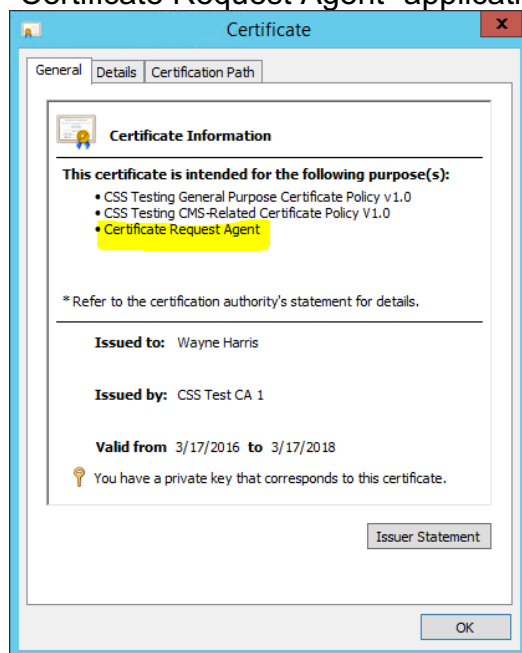 Certificate Request Agent
Certificate
x
General Details Certification Path
Certificate Information
This certificate is intended for the following purpose(s):
• CSS Testing General Purpose Certificate Policy v1.0
• CSS Testing CMS-Related Certificate Policy V1.0
• Certificate Request Agent
* Refer to the certification authority's statement for details.
Issued to: Wayne Harris
Issued by: CSS Test CA 1
Valid from 3/17/2016 to 3/17/2018
You have a private key that corresponds to this certificate.
Issuer Statement
OK